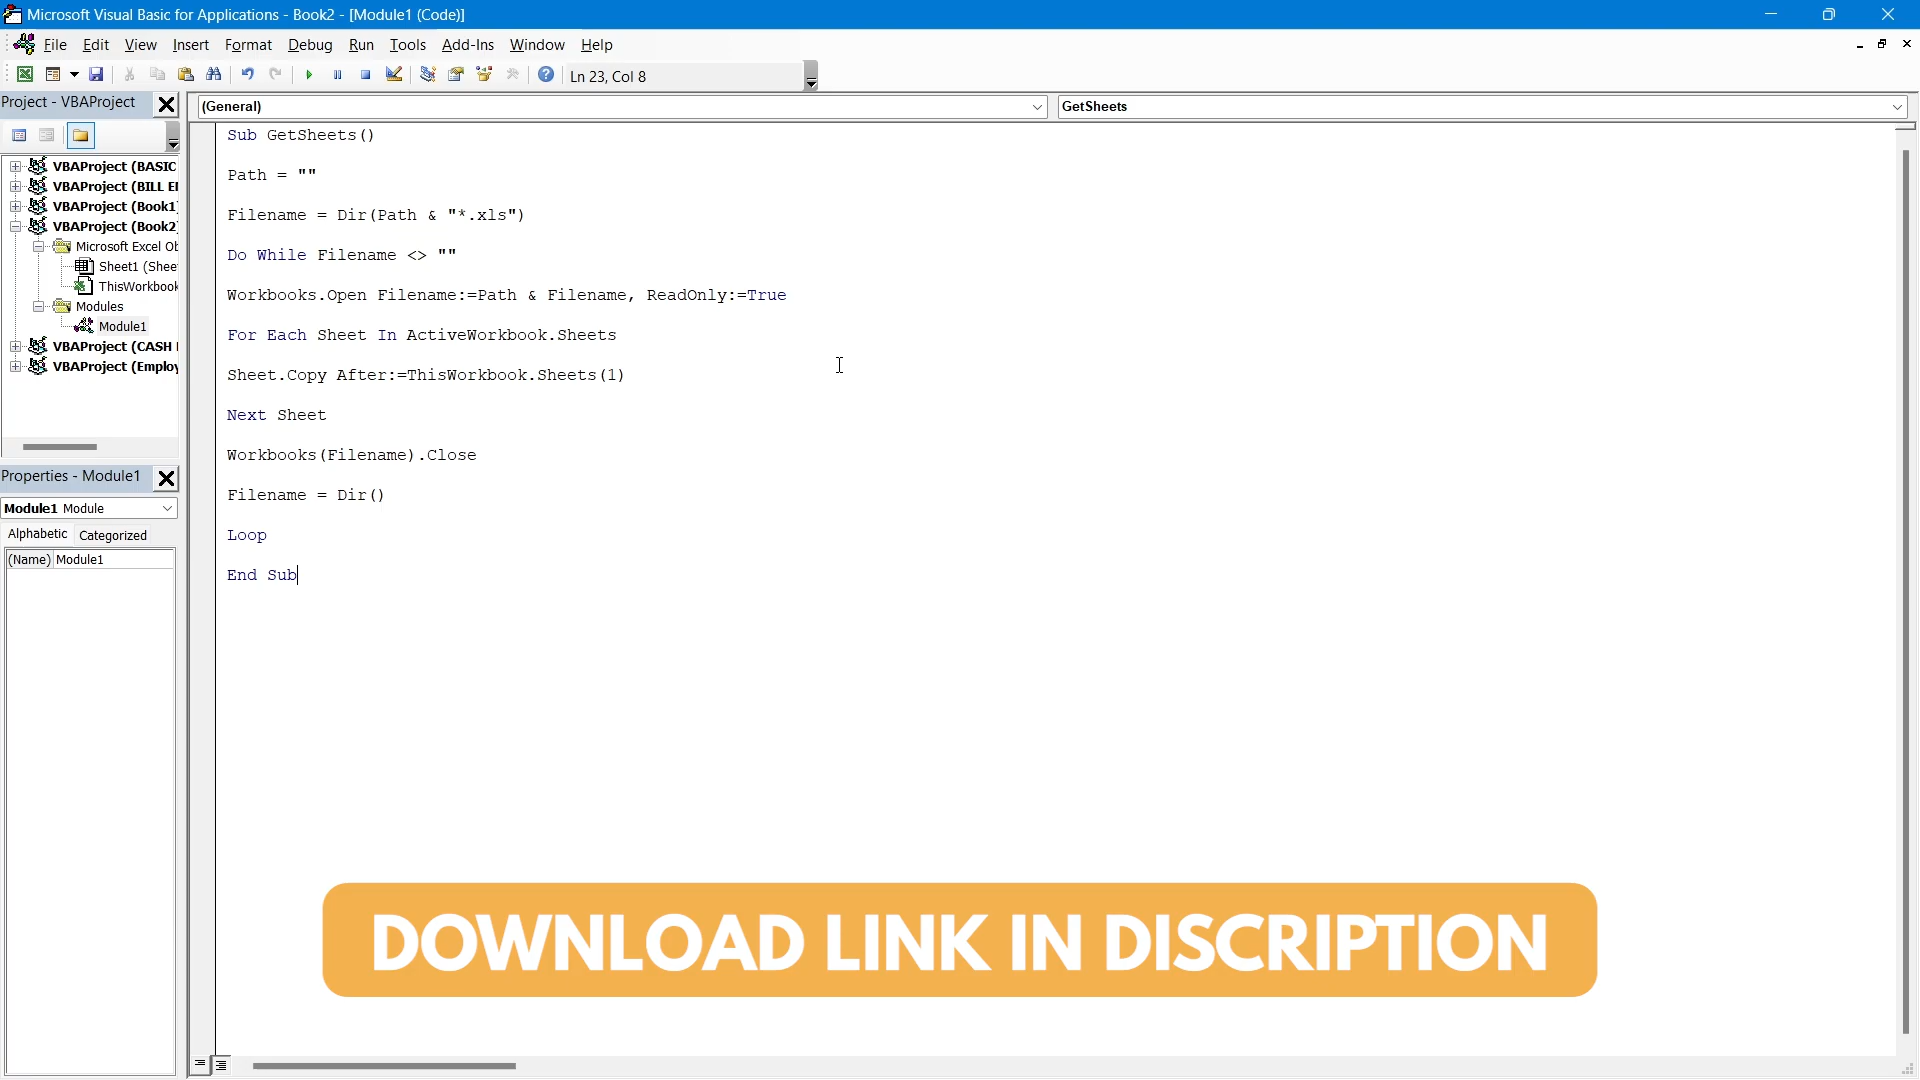 Microsoft Visual Basic for Applications - Book2 - [Module1 (Code)]
File Edit View Insert Format Debug Run Tools Add-Ins Window Help
Ln 23, Col 8
Project - VBAProject
(General)
GetSheets
VBAProject (BASIC
VBAProject (BILL
VBAProject (Book1
VBAProject (Book2
Microsoft Excel Ob
Sheet1 (Shee
ThisWorkbook
Modules
Module1
VBAProject (CASH
VBAProject (Employ
Properties - Module1
Module1 Module
Alphabetic Categorized
(Name) Module1
Sub GetSheets()
Path = ""
Filename = Dir(Path & "*.xls")
Do While Filename <> ""
Workbooks.Open Filename:=Path & Filename, ReadOnly:=True
For Each Sheet In ActiveWorkbook.Sheets
Sheet.Copy After:=ThisWorkbook.Sheets(1)
Next Sheet
Workbooks(Filename).Close
Filename = Dir()
Loop
End Sub
DOWNLOAD LINK IN DISCRIPTION